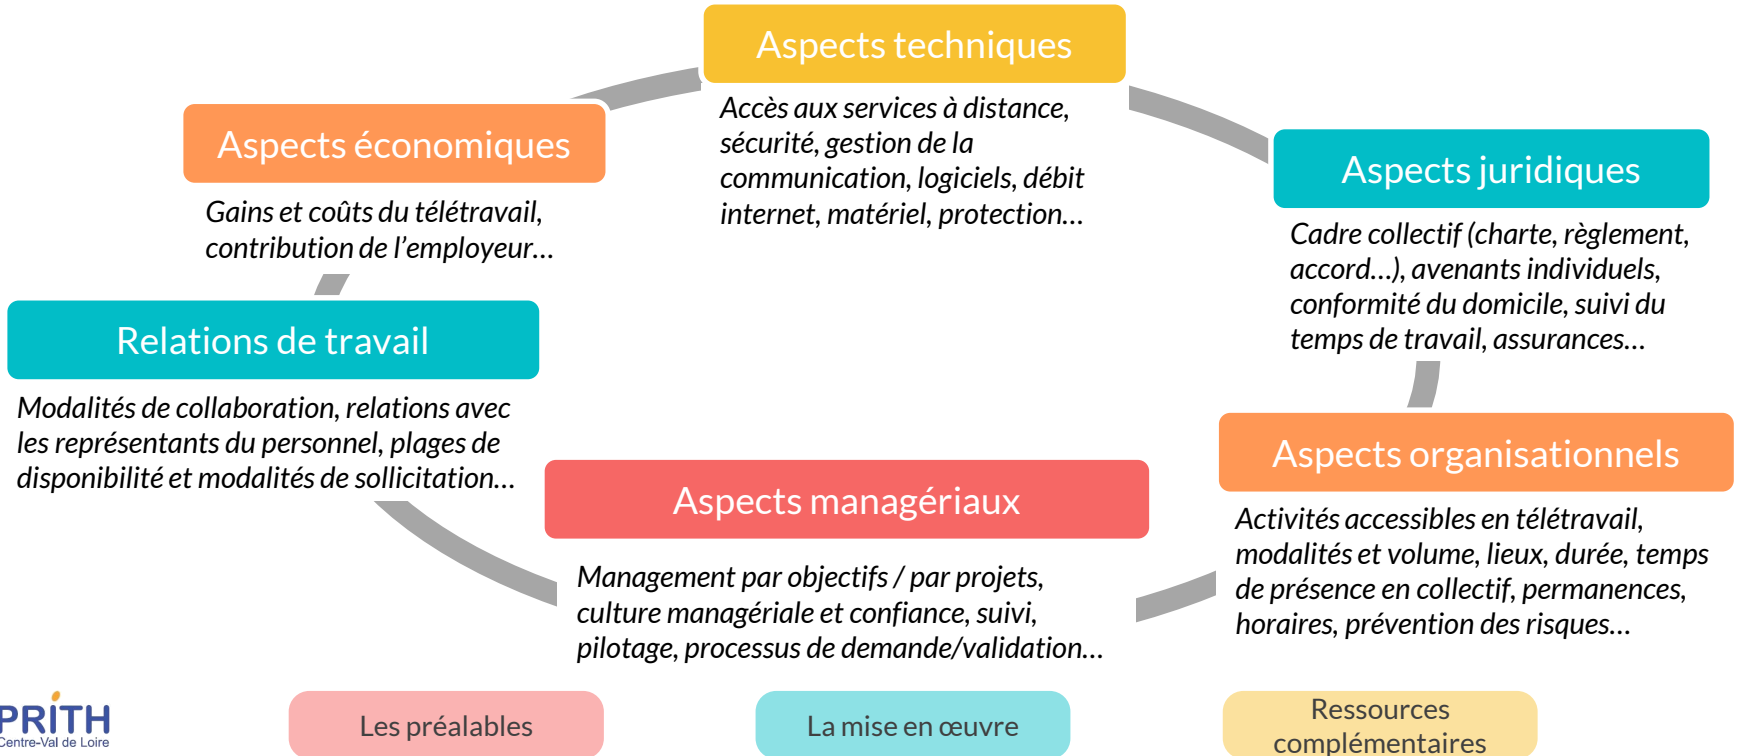 Aspects techniques
Accès aux services à distance,
sécurité, gestion de la
communication, logiciels, débit
internet, matériel, protection…
Aspects économiques
Gains et coûts du télétravail,
contribution de l’employeur…
Aspects juridiques
Cadre collectif (charte, règlement,
accord…), avenants individuels,
conformité du domicile, suivi du
temps de travail, assurances…
Relations de travail
Modalités de collaboration, relations avec
les représentants du personnel, plages de
disponibilité et modalités de sollicitation…
Aspects organisationnels
Activités accessibles en télétravail,
modalités et volume, lieux, durée, temps
de présence en collectif, permanences,
horaires, prévention des risques…
Aspects managériaux
Management par objectifs / par projets,
culture managériale et confiance, suivi,
pilotage, processus de demande/validation…
PRITH
Centre-Val de Loire
Les préalables
La mise en œuvre
Ressources
complémentaires